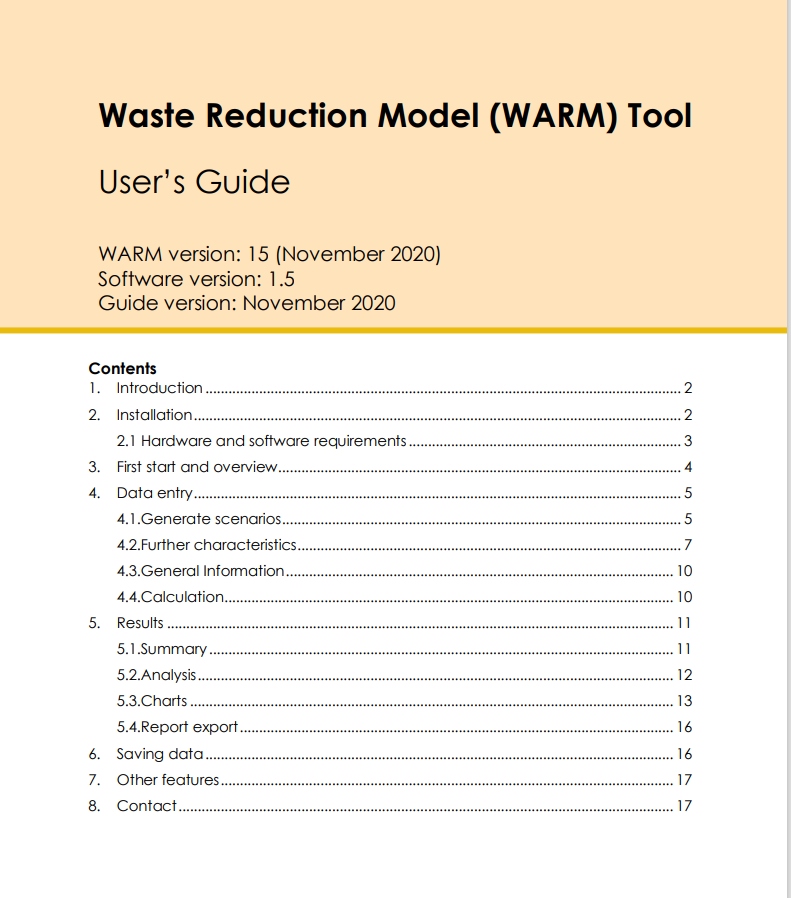 Waste Reduction Model (WARM) Tool
User's Guide
WARM version: 15 (November 2020)
Software version: 1.5
Guide version: November 2020
Contents
1. Introduction ........................................................ 2
2. Installation ........................................................ 2
2.1 Hardware and software requirements ........................................................ 3
3. First start and overview ........................................................ 4
4. Data entry ........................................................ 5
4.1.Generate scenarios ........................................................ 5
4.2.Further characteristics ........................................................ 7
4.3.General Information ........................................................ 10
4.4.Calculation ........................................................ 10
5. Results ........................................................ 11
5.1.Summary ........................................................ 11
5.2.Analysis ........................................................ 12
5.3.Charts ........................................................ 13
5.4.Report export ........................................................ 16
6. Saving data ........................................................ 16
7. Other features ........................................................ 17
8. Contact ........................................................ 17